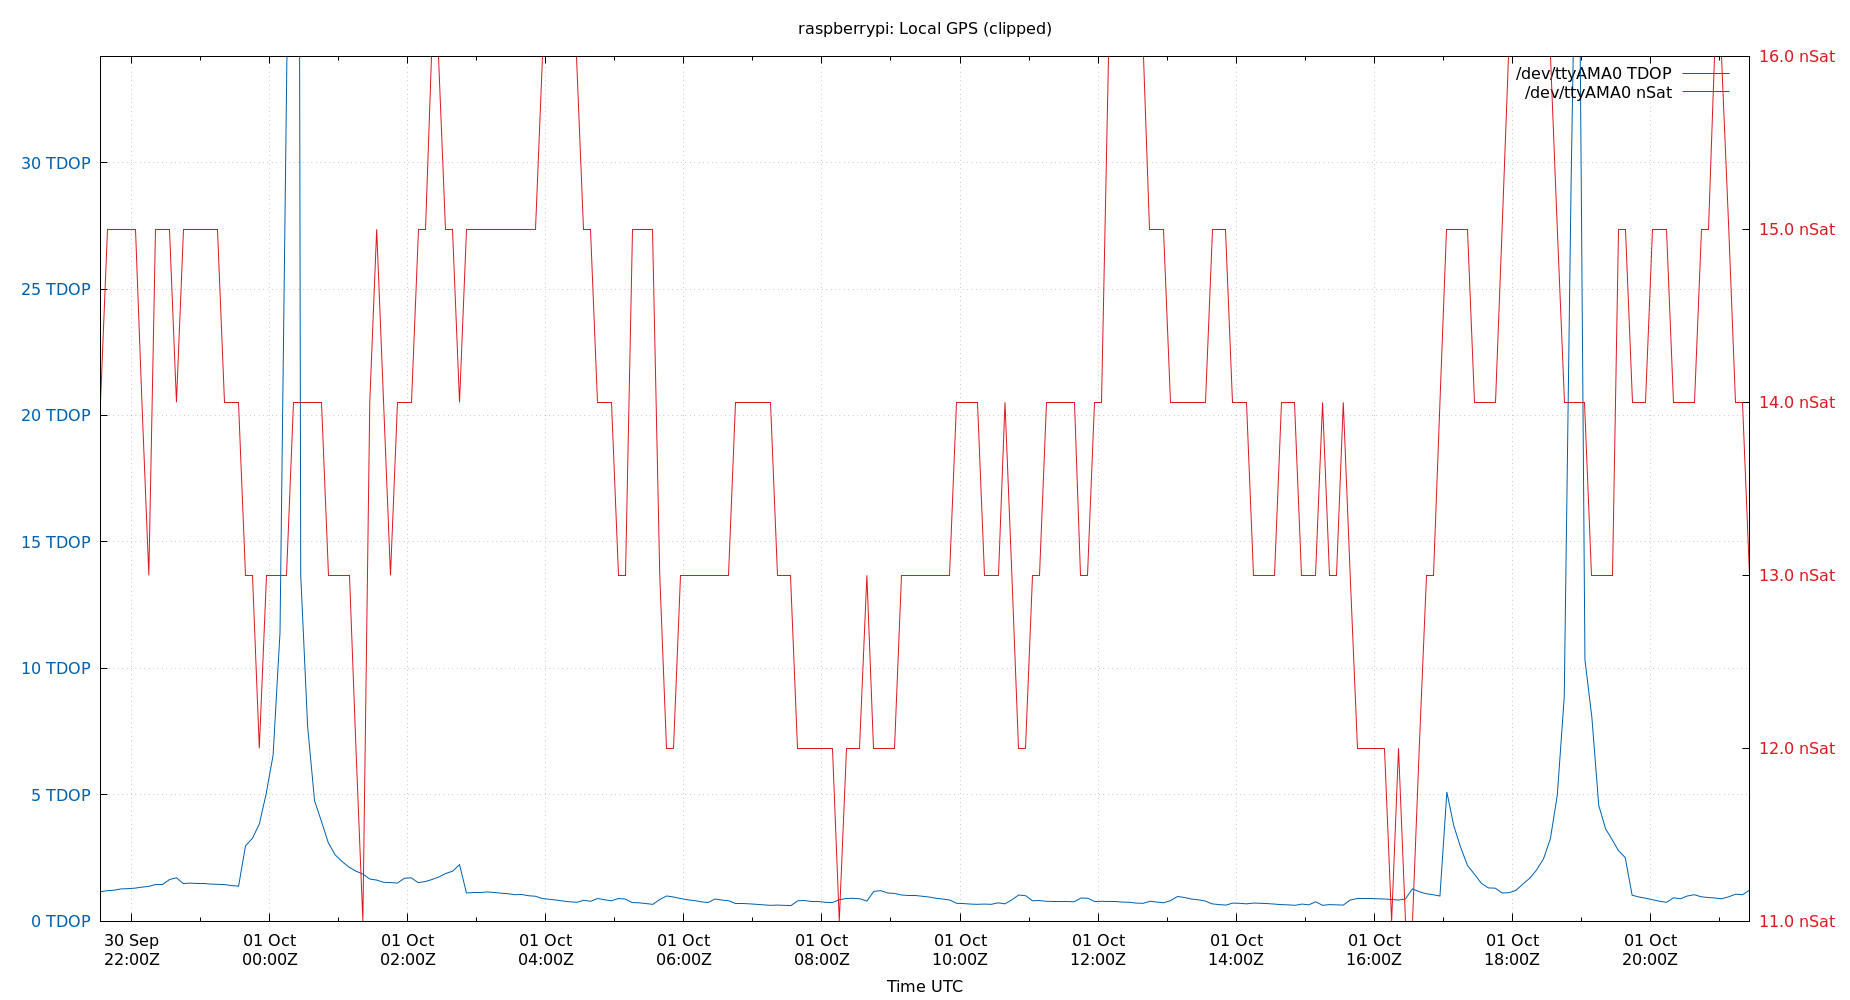 raspberrypi: Local GPS (clipped)
16.0 nSat
/dev/ttyAMA0 TDOP
/dev/ttyAMA0 nSat
30 TDOP
15.0 nSat
25 TDOP
14.0 nSat
20 TDOP
15 TDOP
13.0 nSat
10 TDOP
12.0 nSat
5 TDOP
0 TDOP
11.0 nSat
30 Sep 01 Oct 01 Oct 01 Oct 01 Oct 01 Oct 01 Oct 01 Oct 01 Oct 01 Oct 01 Oct 01 Oct
22:00Z 00:00Z 02:00Z 04:00Z 06:00Z 08:00Z 10:00Z 12:00Z 14:00Z 16:00Z 18:00Z 20:00Z
Time UTC